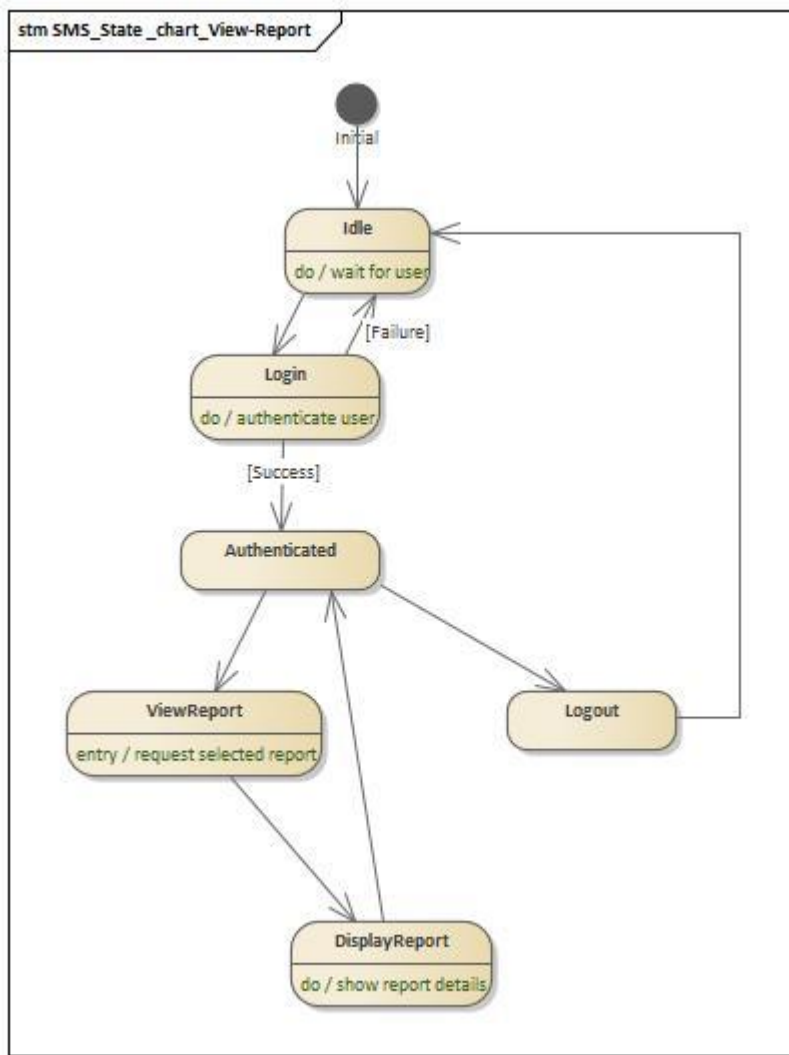 stm SMS_State _chart_View-Report
Initial
Idle
do / wait for user
[Failure]
Login
do / authenticate user
[Success]
Authenticated
ViewReport
entry / request selected report
Logout
DisplayReport
do / show report details